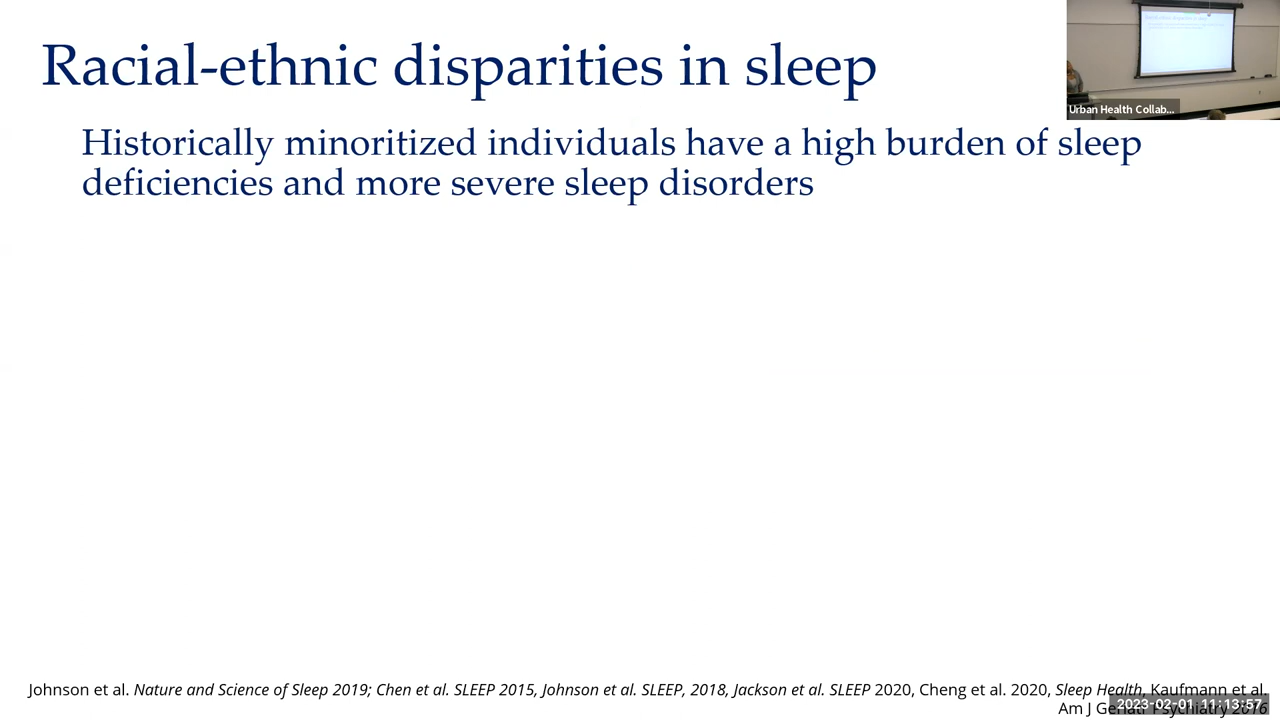 Racial-ethnic disparities in sleep
Urban Health Collab...
Historically minoritized individuals have a high burden of sleep
deficiencies and more severe sleep disorders
Johnson et al. Nature and Science of Sleep 2019; Chen et al. SLEEP 2015, Johnson et al. SLEEP, 2018, Jackson et al. SLEEP 2020, Cheng et al. 2020, Sleep Health, Kaufmann et al.
Am J Geriatr Psychiatry 2016
2023-02-01 11:13:57